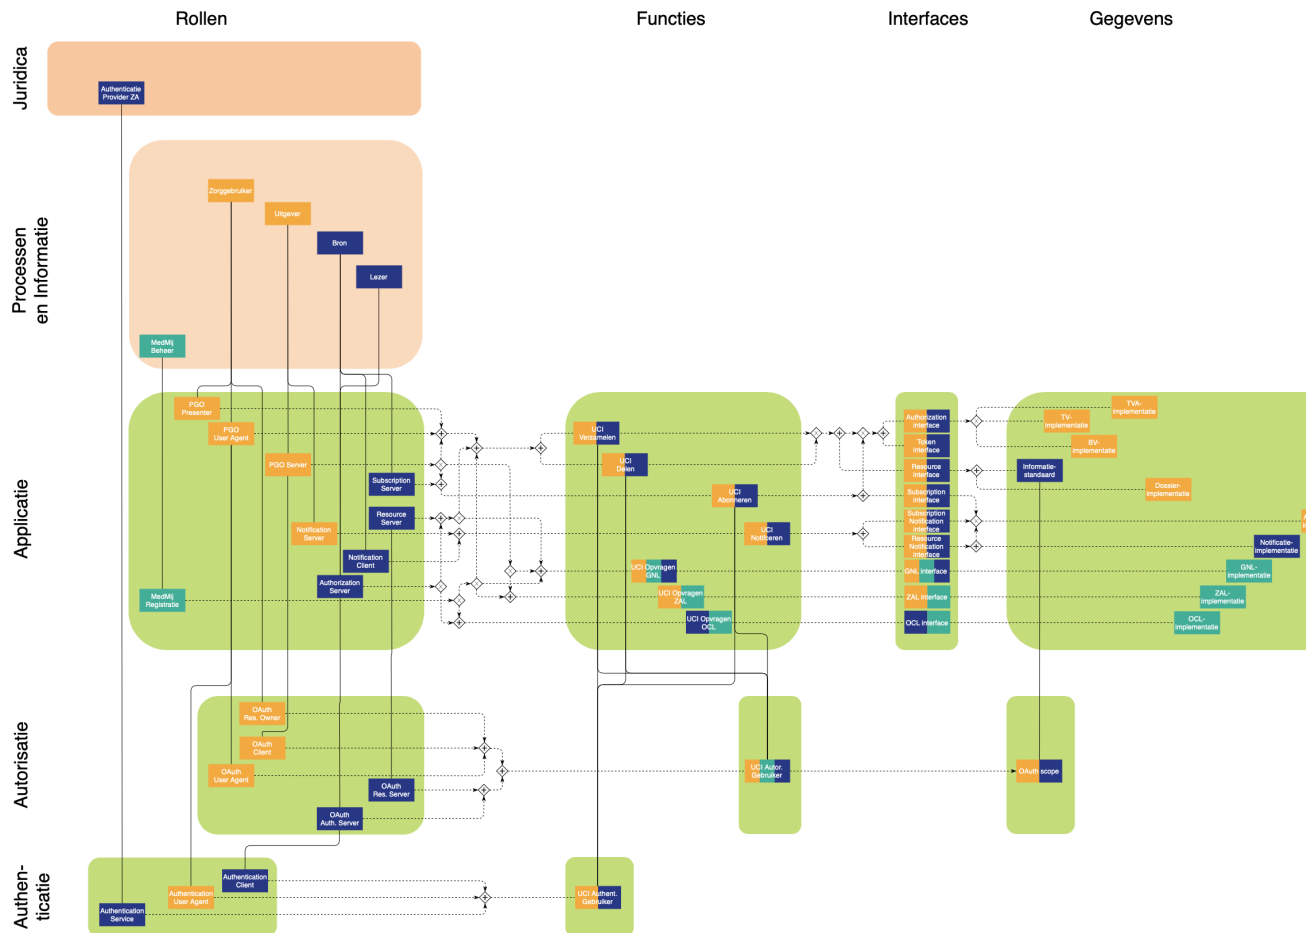 Rollen
Functies
Interfaces
Gegevens
Juridica
Authenticatie
Provider ZA
Processen
en Informatie
Zorggebruiker
Uitgever
Bron
Lezer
MedMij
Beheer
Applicatie
PGO
Presenter
PGO
User Agent
PGO Server
Subscription
Server
Resource
Server
Notification
Server
Notification
Client
Authorization
Server
MedMij
Registratie
UCI
Verzamelen
UCI
Delen
UCI
Abonneren
UCI
Notificeren
UCI Opvragen
GNL
UCI Opvragen
ZAL
UCI Opvragen
OCL
Authorization
interface
Token
interface
Resource
interface
Subscription
interface
Subscription
Notification
interface
Resource
Notification
interface
GNL interface
ZAL interface
OCL interface
TVA-
implementatie
TV-
implementatie
BV-
implementatie
Informatie-
standaard
Dossier-
implementatie
Notificatie-
implementatie
GNL-
implementatie
ZAL-
implementatie
OCL-
implementatie
Autorisatie
OAuth
Res. Owner
OAuth
Client
OAuth
User Agent
OAuth
Res. Server
OAuth
Auth. Server
UCI Autor.
Gebruiker
OAuth scope
Authen-
ticatie
Authentication
Client
Authentication
User Agent
Authentication
Service
UCI Authent.
Gebruiker